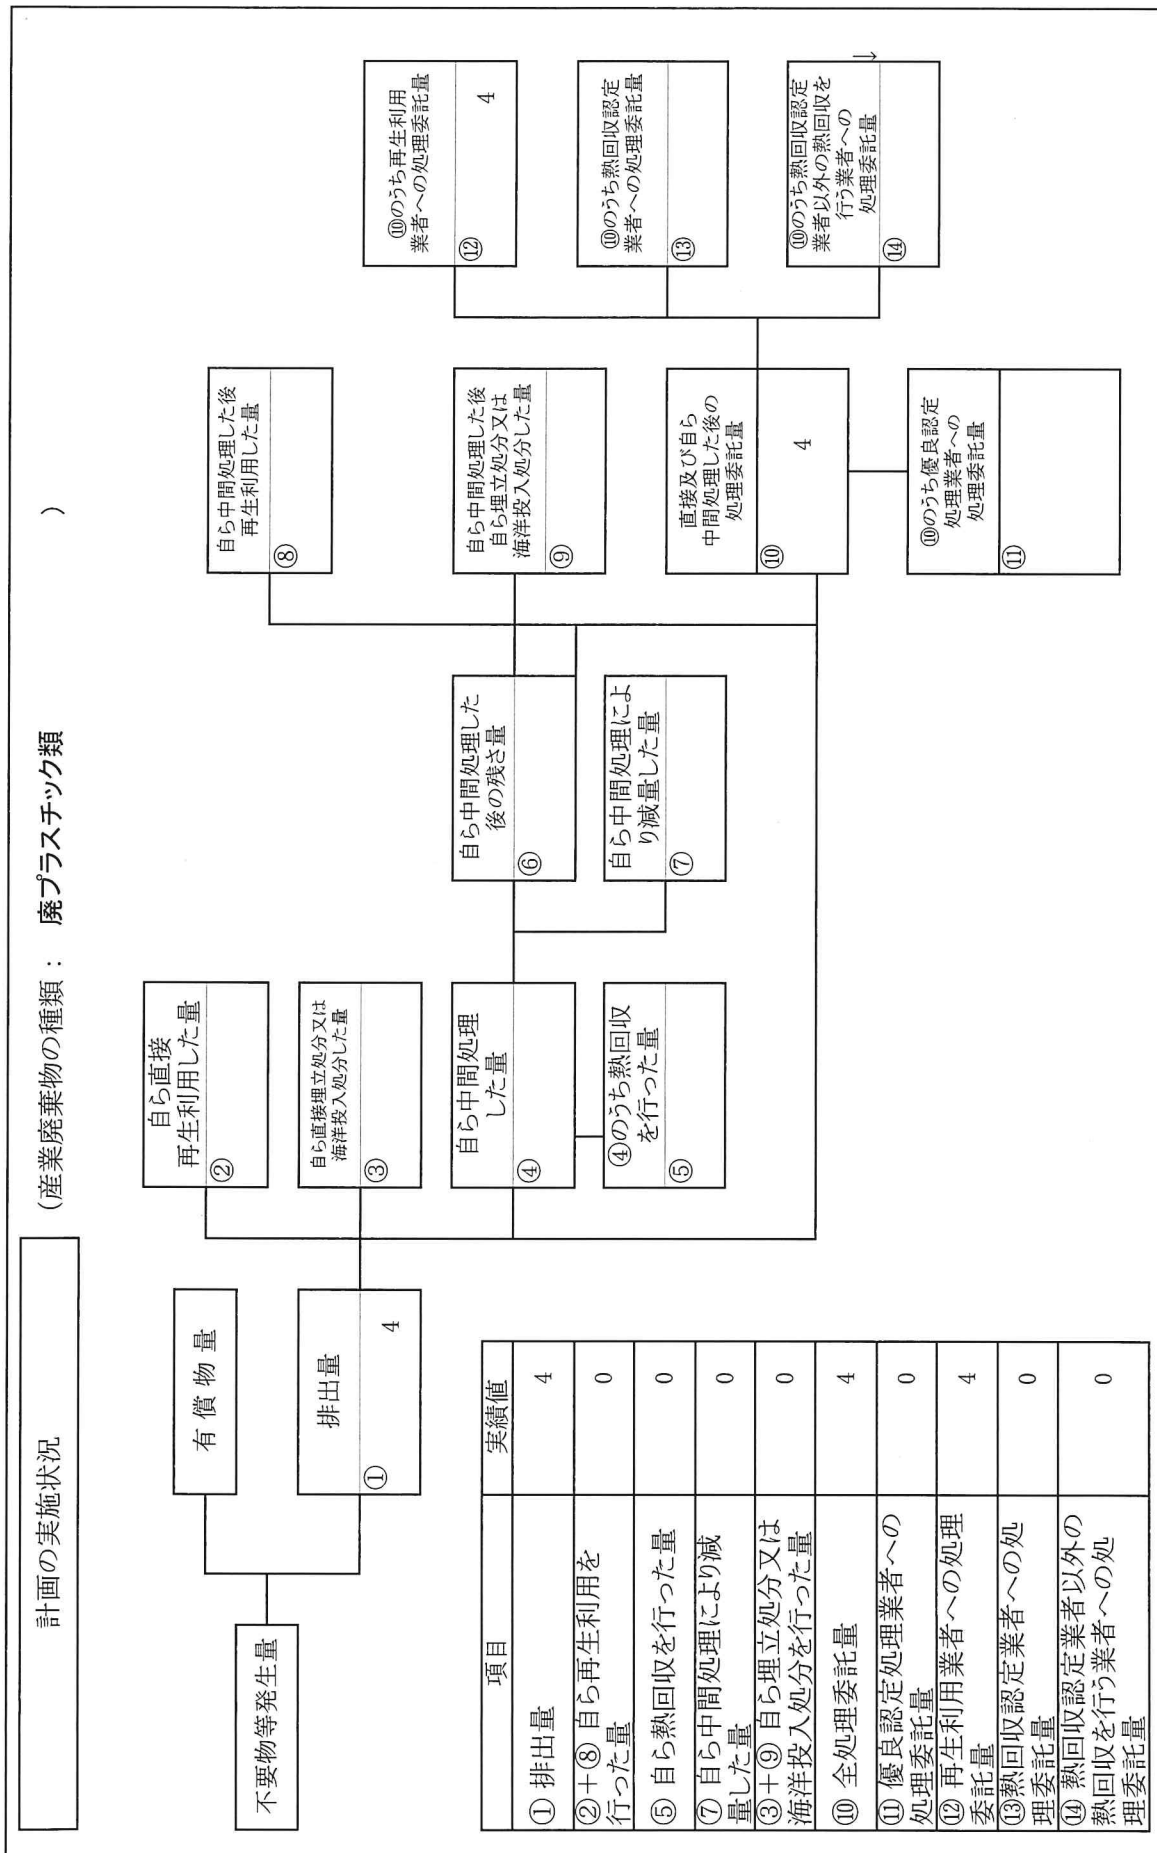 計画の実施状況
(産業廃棄物の種類： 廃プラスチック類 )
不要物等発生量
有償物量
排出量
① 4
自ら直接
再生利用した量
②
自ら直接埋立処分又は
海洋投入処分した量
③
自ら中間処理
した量
④
④のうち熱回収
を行った量
⑤
自ら中間処理した
後の残さ量
⑥
自ら中間処理によ
り減量した量
⑦
自ら中間処理した後
再生利用した量
⑧
自ら中間処理した後
自ら埋立処分又は
海洋投入処分した量
⑨
直接及び自ら
中間処理した後の
処理委託量
⑩ 4
⑩のうち優良認定
処理業者への
処理委託量
⑪
⑩のうち再生利用
業者への処理委託量
⑫ 4
⑩のうち熱回収認定
業者への処理委託量
⑬
⑩のうち熱回収認定
業者以外の熱回収を
行う業者への
処理委託量
⑭
項目 実績値
① 排出量 4
②＋⑧ 自ら再生利用を
行った量 0
⑤ 自ら熱回収を行った量 0
⑦ 自ら中間処理により減
量した量 0
③＋⑨ 自ら埋立処分又は
海洋投入処分を行った量 0
⑩ 全処理委託量 4
⑪ 優良認定処理業者への
処理委託量 0
⑫ 再生利用業者への処理
委託量 4
⑬熱回収認定業者への処
理委託量 0
⑭ 熱回収認定業者以外の
熱回収を行う業者への処
理委託量 0